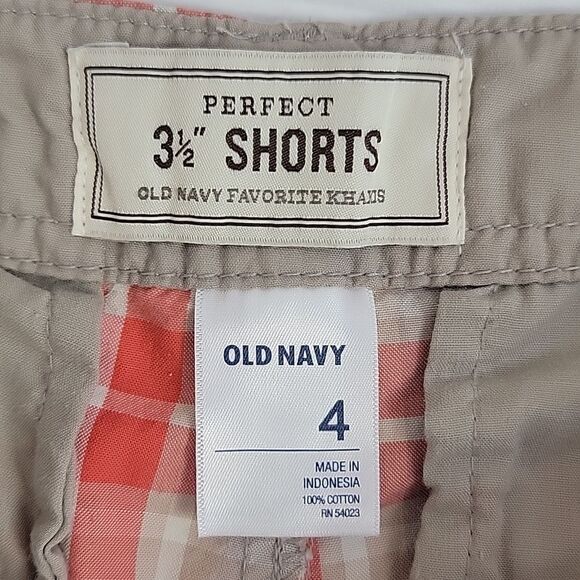 PERFECT
3½" SHORTS
OLD NAVY FAVORITE KHAKIS
OLD NAVY
4
MADE IN
INDONESIA
100% COTTON
RN 54023